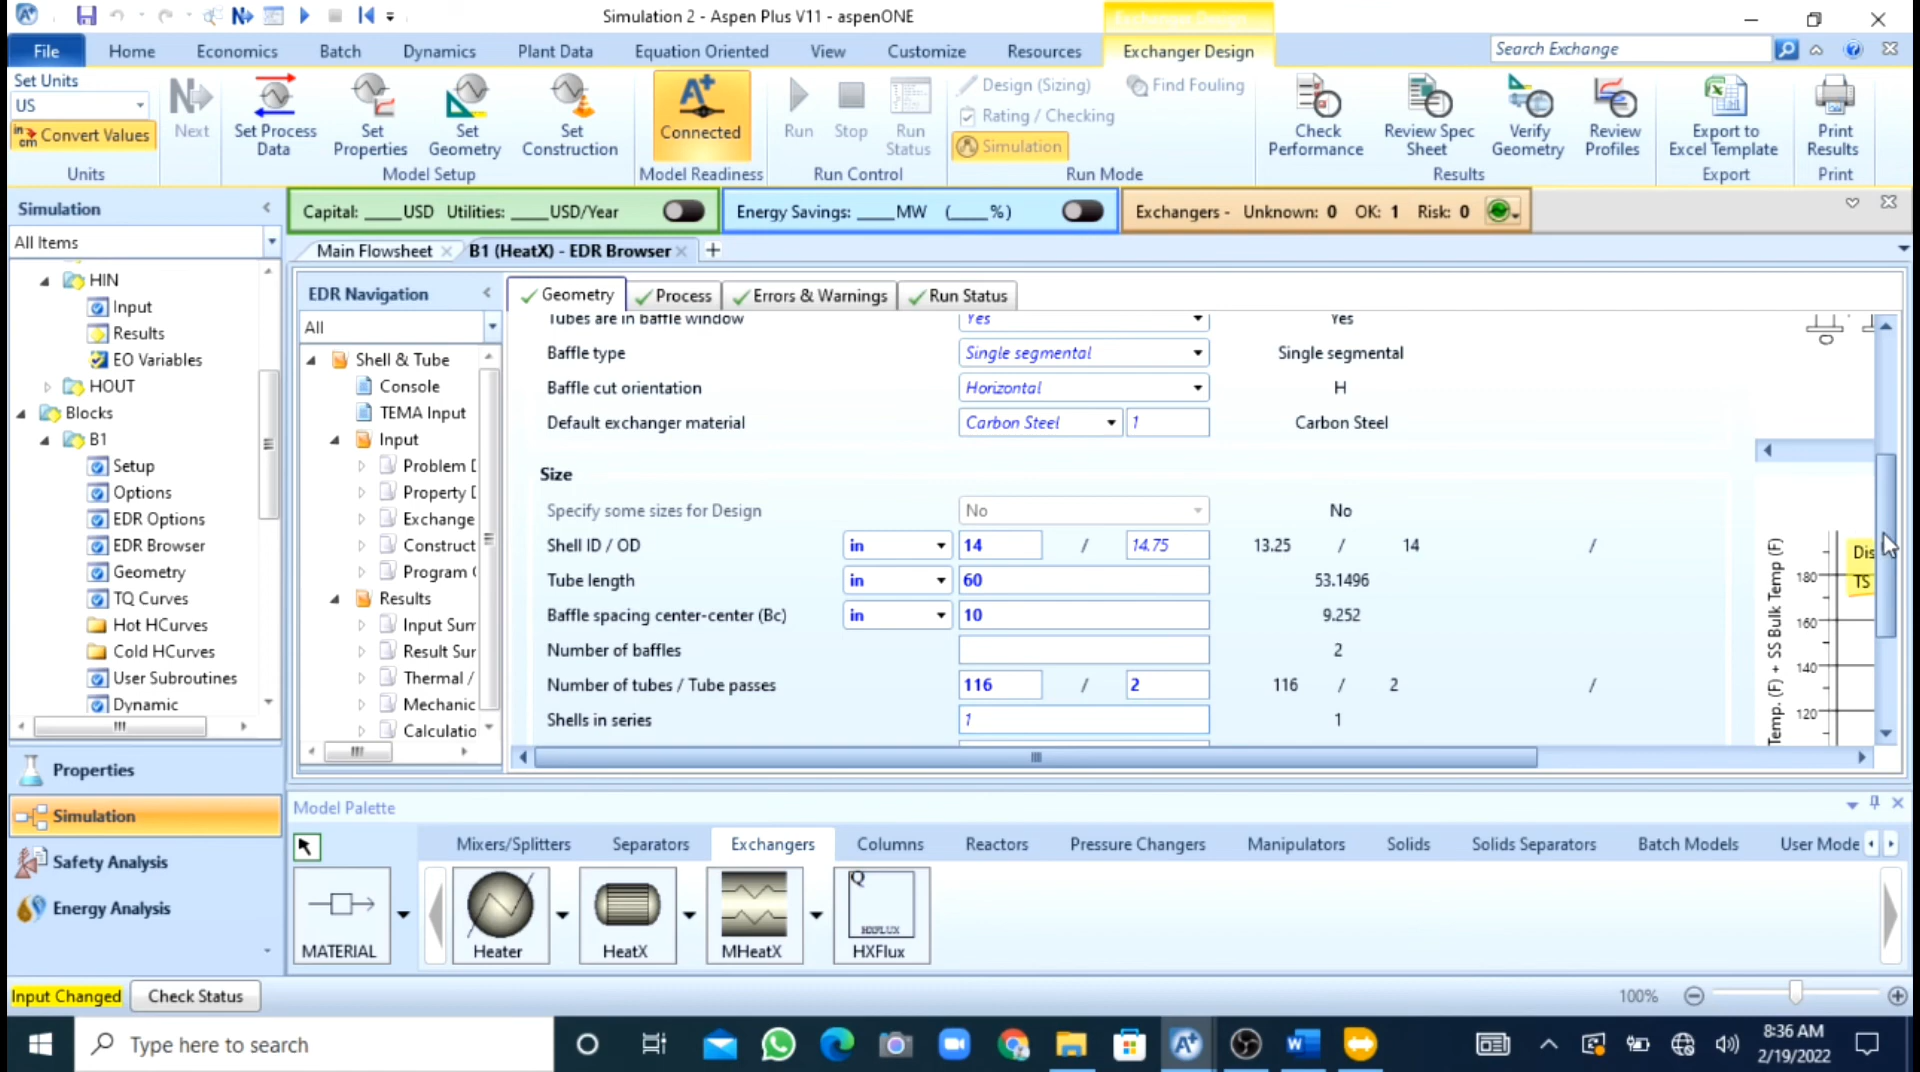 Simulation 2 - Aspen Plus V11 - aspenONE
File Home Economics Batch Dynamics Plant Data Equation Oriented View Customize Resources Exchanger Design
Search Exchange
Set Units
US
Convert Values
Units
Next
Set Process Data
Set Properties
Set Geometry
Set Construction
Model Setup
Connected
Model Readiness
Run
Stop
Run Status
Run Control
Design (Sizing)
Rating / Checking
Simulation
Find Fouling
Run Mode
Check Performance
Review Spec Sheet
Verify Geometry
Review Profiles
Results
Export to Excel Template
Export
Print Results
Print
Capital: ____USD Utilities: ____USD/Year
Energy Savings: ____MW (____%)
Exchangers - Unknown: 0 OK: 1 Risk: 0
Simulation
All Items
HIN
Input
Results
EO Variables
HOUT
Blocks
B1
Setup
Options
EDR Options
EDR Browser
Geometry
TQ Curves
Hot HCurves
Cold HCurves
User Subroutines
Dynamic
Properties
Simulation
Safety Analysis
Energy Analysis
Main Flowsheet
B1 (HeatX) - EDR Browser
EDR Navigation
All
Shell & Tube
Console
TEMA Input
Input
Problem
Property
Exchange
Construct
Program
Results
Input Sum
Result Sum
Thermal /
Mechanic
Calculatio
Geometry Process Errors & Warnings Run Status
Tubes are in baffle window Yes Yes
Baffle type Single segmental Single segmental
Baffle cut orientation Horizontal H
Default exchanger material Carbon Steel 1 Carbon Steel
Size
Specify some sizes for Design No No
Shell ID / OD in 14 / 14.75 13.25 / 14 /
Tube length in 60 53.1496
Baffle spacing center-center (Bc) in 10 9.252
Number of baffles 2
Number of tubes / Tube passes 116 / 2 116 / 2 /
Shells in series 1 1
Temp. (F) + SS Bulk Temp (F)
180
160
140
120
Dis
TS
Model Palette
Mixers/Splitters Separators Exchangers Columns Reactors Pressure Changers Manipulators Solids Solids Separators Batch Models User Mode
MATERIAL
Heater
HeatX
MHeatX
Q
HXFLUX
HXFlux
Input Changed
Check Status
100%
Type here to search
8:36 AM
2/19/2022